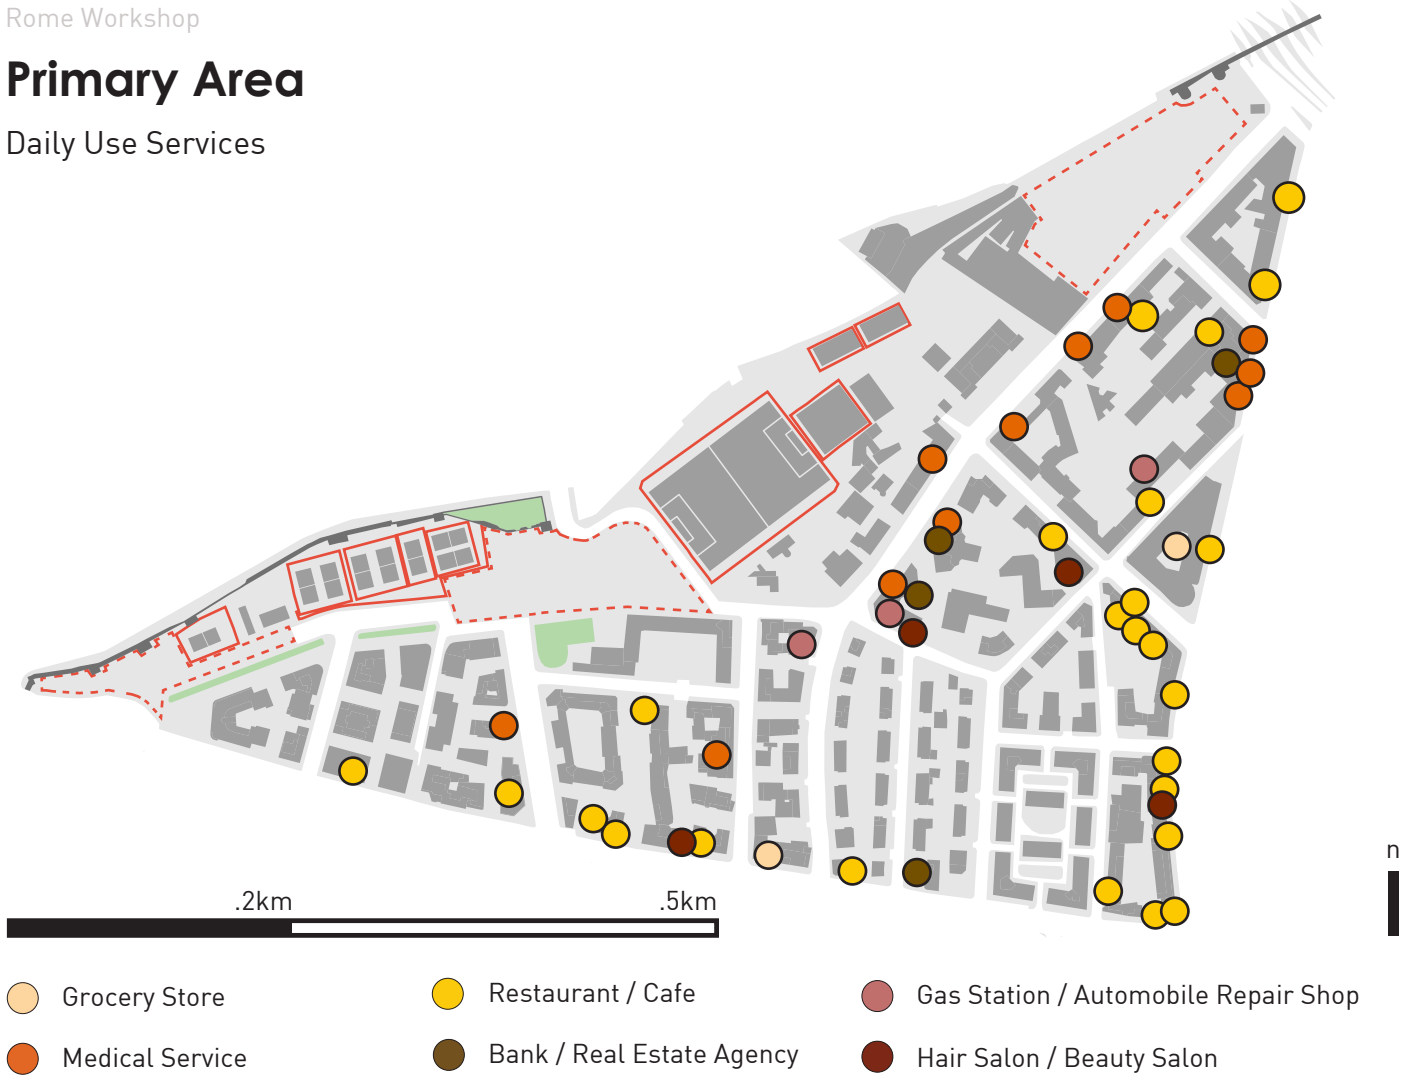 Rome Workshop
Primary Area
Daily Use Services
n
.2km
.5km
Grocery Store
Restaurant / Cafe
Gas Station / Automobile Repair Shop
Medical Service
Bank / Real Estate Agency
Hair Salon / Beauty Salon